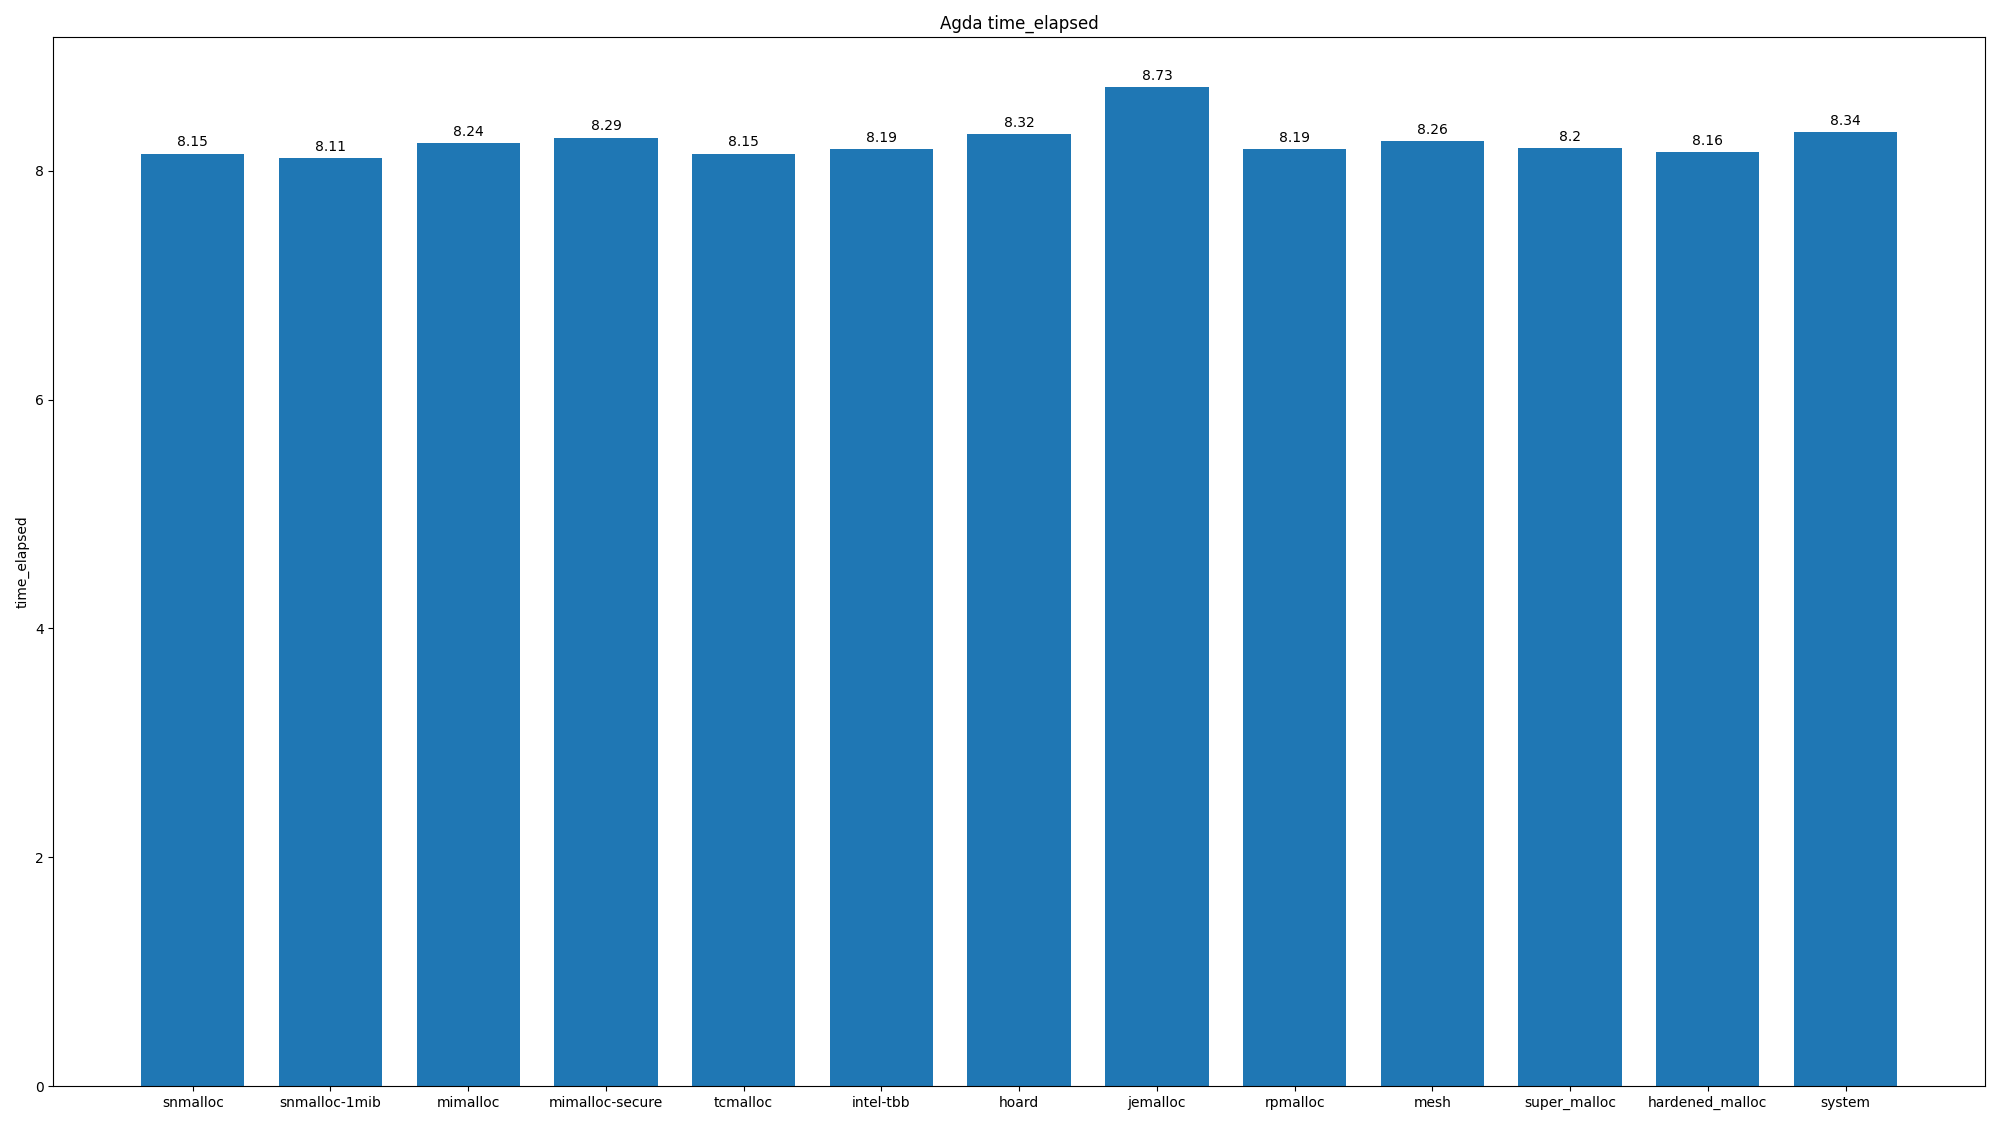 Agda time_elapsed
8.15
8.11
8.24
8.29
8.15
8.19
8.32
8.73
8.19
8.26
8.2
8.16
8.34
8
6
4
2
0
time_elapsed
snmalloc
snmalloc-1mib
mimalloc
mimalloc-secure
tcmalloc
intel-tbb
hoard
jemalloc
rpmalloc
mesh
super_malloc
hardened_malloc
system